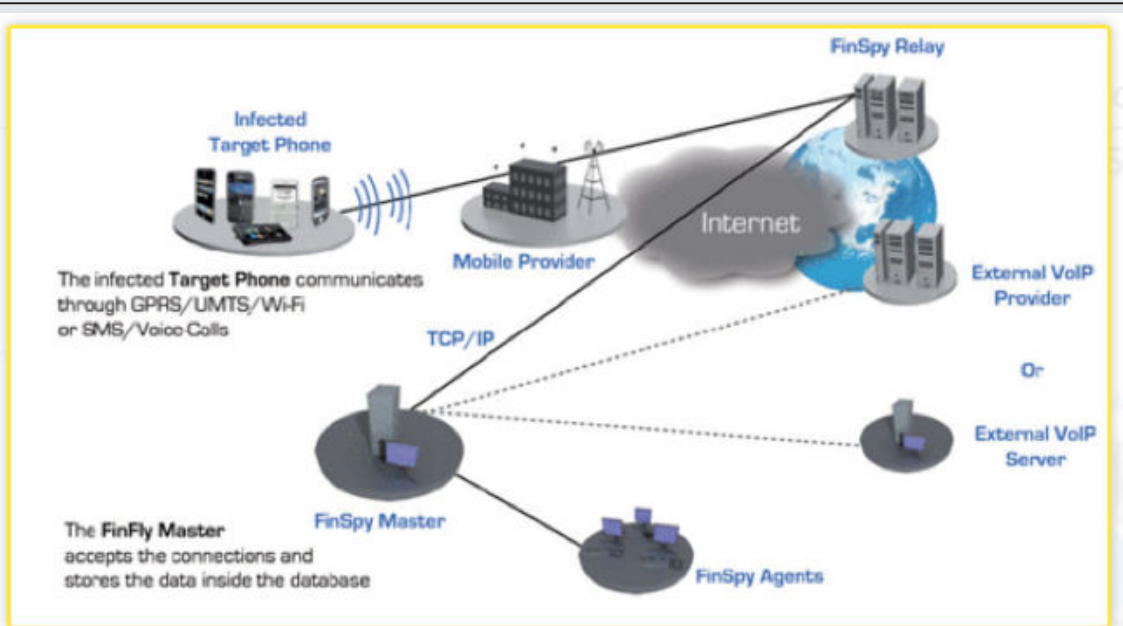 FinSpy Relay
Infected
Target Phone
Internet
Mobile Provider
External VoIP
Provider
The infected Target Phone communicates
through GPRS/UMTS/Wi-Fi
or SMS/Voice-Calls
TCP/IP
Or
External VoIP
Server
FinSpy Master
The FinFly Master
accepts the connections and
stores the data inside the database
FinSpy Agents